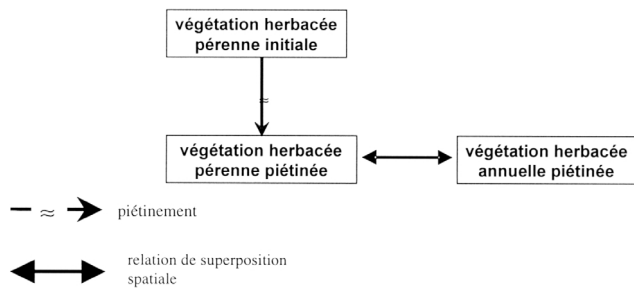 végétation herbacée
pérenne initiale
≈
végétation herbacée
pérenne piétinée
végétation herbacée
annuelle piétinée
≈
piétinement
relation de superposition
spatiale